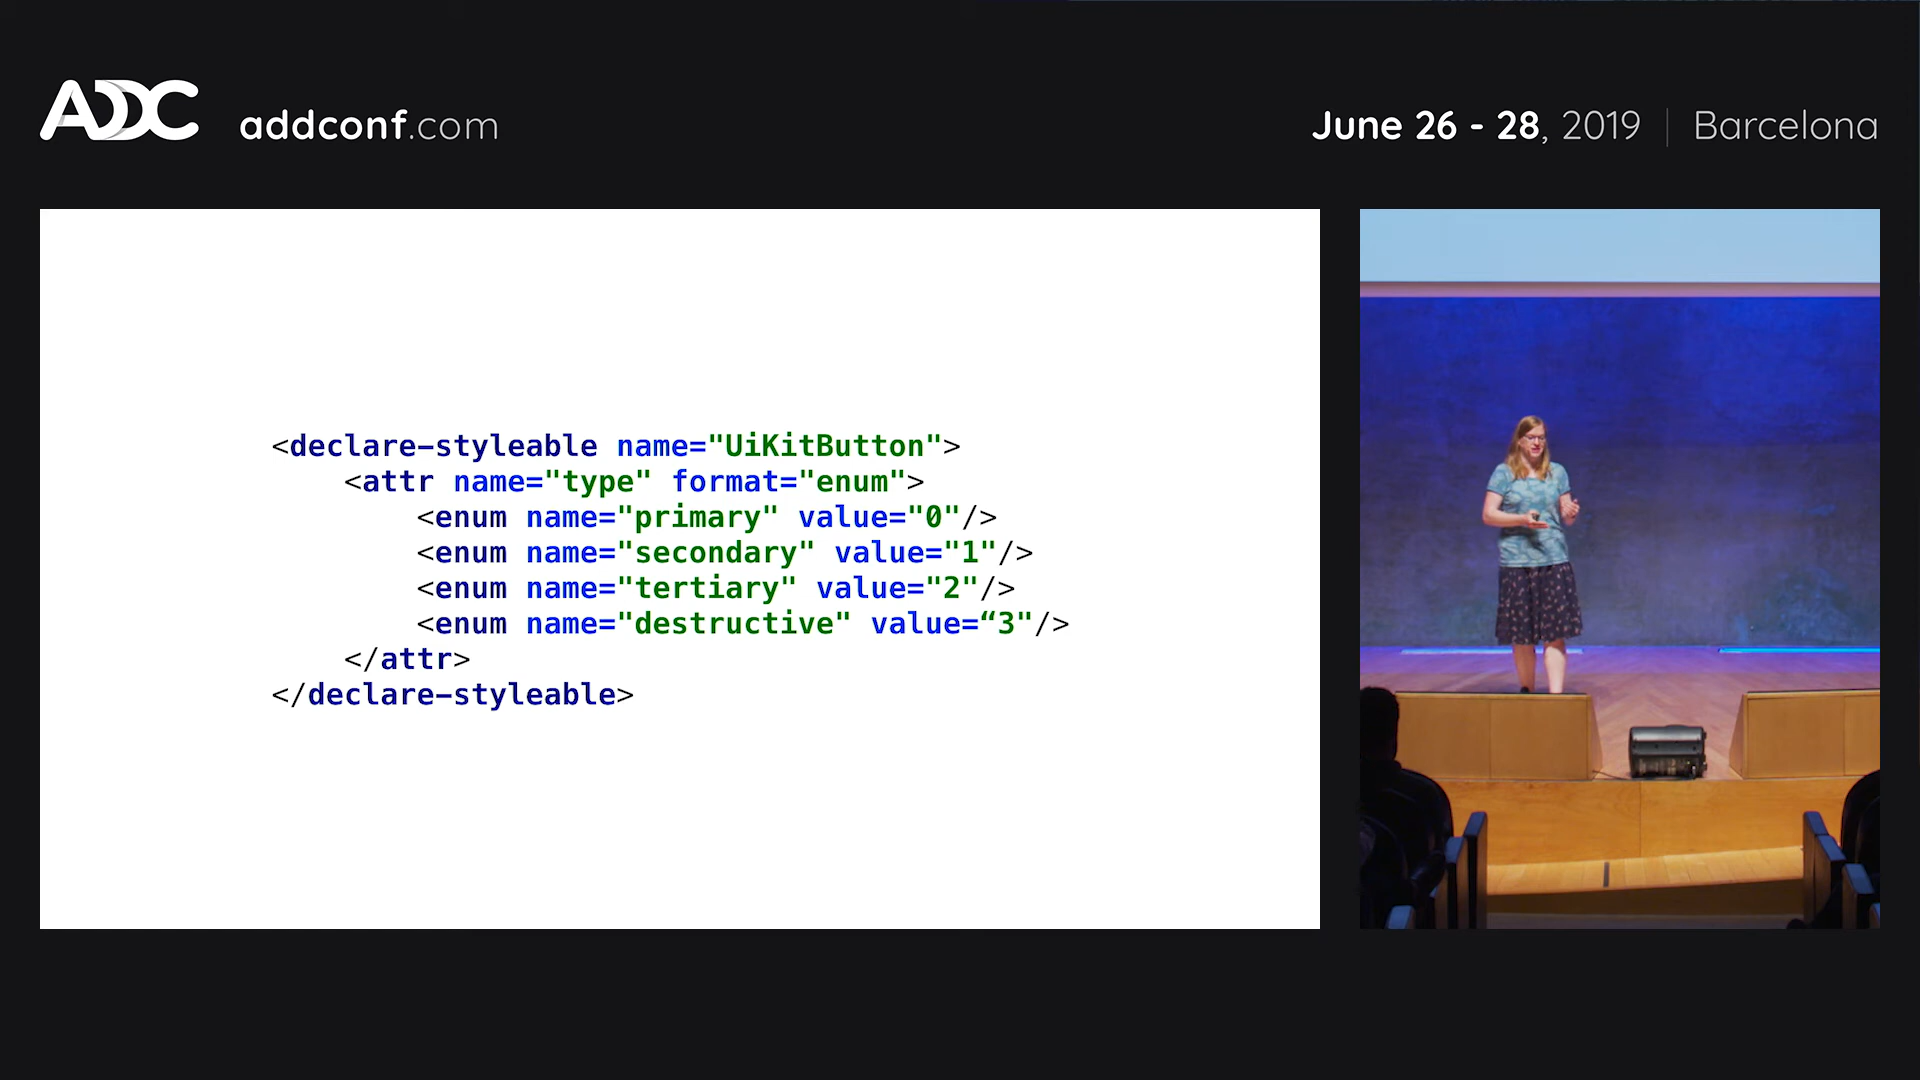 ADDC addconf.com
June 26 - 28, 2019 | Barcelona
<declare-styleable name="UiKitButton">
    <attr name="type" format="enum">
        <enum name="primary" value="0"/>
        <enum name="secondary" value="1"/>
        <enum name="tertiary" value="2"/>
        <enum name="destructive" value=“3"/>
    </attr>
</declare-styleable>